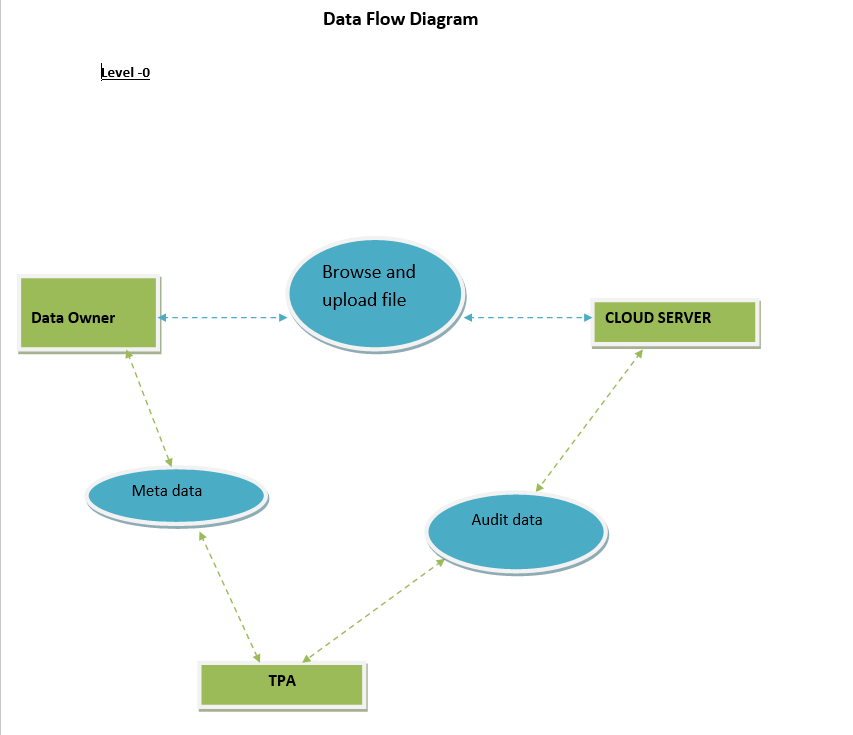 Data Flow Diagram
Level -0
Browse and
upload file
Data Owner
CLOUD SERVER
Meta data
Audit data
TPA